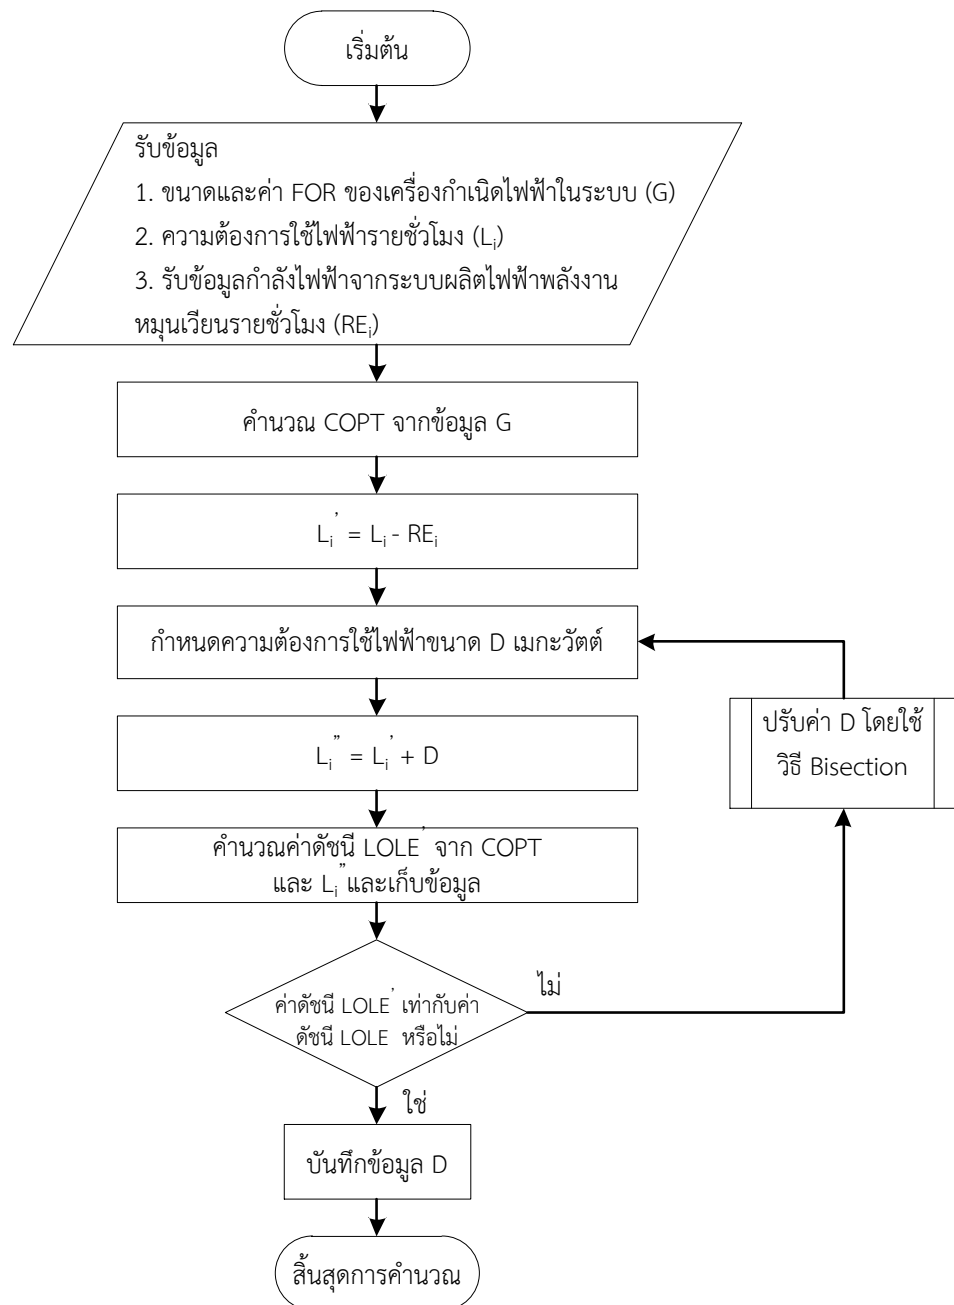 เริ่มต้น
รับข้อมูล
1. ขนาดและค่า FOR ของเครื่องกำเนิดไฟฟ้าในระบบ (G)
2. ความต้องการใช้ไฟฟ้ารายชั่วโมง (Li)
3. รับข้อมูลกำลังไฟฟ้าจากระบบผลิตไฟฟ้าพลังงาน
หมุนเวียนรายชั่วโมง (REi)
คำนวณ COPT จากข้อมูล G
Li' = Li - REi
กำหนดความต้องการใช้ไฟฟ้าขนาด D เมกะวัตต์
ปรับค่า D โดยใช้
วิธี Bisection
Li" = Li' + D
คำนวณค่าดัชนี LOLE' จาก COPT
และ Li" และเก็บข้อมูล
ไม่
ค่าดัชนี LOLE' เท่ากับค่า
ดัชนี LOLE หรือไม่
ใช่
บันทึกข้อมูล D
สิ้นสุดการคำนวณ